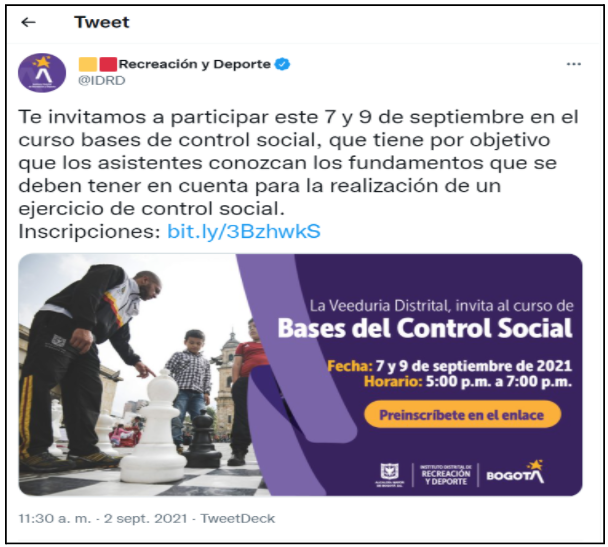 ← Tweet
Recreación y Deporte
@IDRD
Te invitamos a participar este 7 y 9 de septiembre en el
curso bases de control social, que tiene por objetivo
que los asistentes conozcan los fundamentos que se
deben tener en cuenta para la realización de un
ejercicio de control social.
Inscripciones: bit.ly/3BzhwkS
La Veeduria Distrital, invita al curso de
Bases del Control Social
Fecha: 7 y 9 de septiembre de 2021
Horario: 5:00 p.m. a 7:00 p.m.
Preinscríbete en el enlace
INSTITUTO DISTRITAL DE
RECREACIÓN
Y DEPORTE
BOGOTÁ
11:30 a. m. · 2 sept. 2021 · TweetDeck